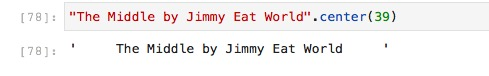 [78]: "The Middle by Jimmy Eat World".center(39)
[78]: '     The Middle by Jimmy Eat World     '